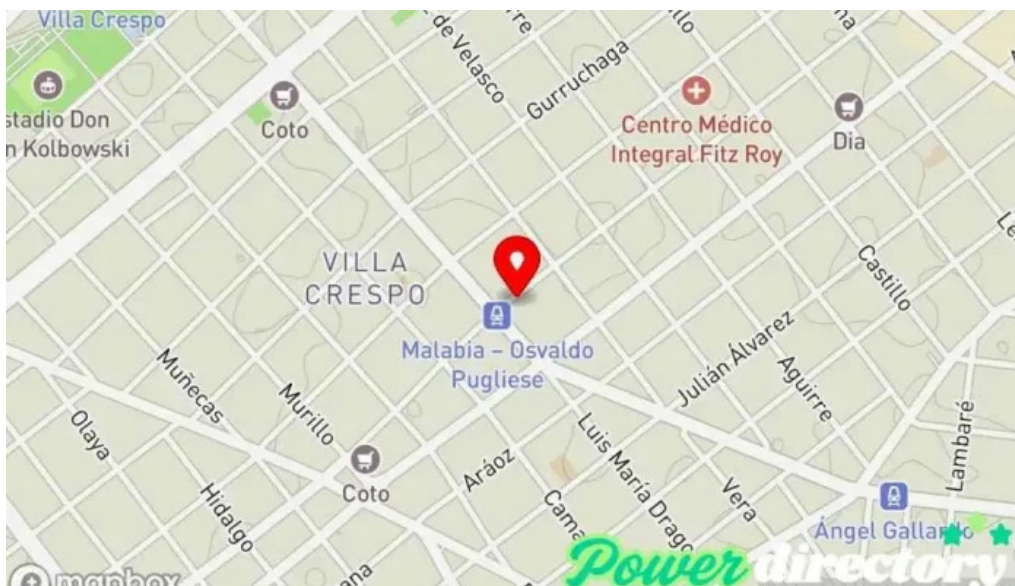 Villa Crespo
de Velasco
Gurruchaga
Coto
stadio Don
n Kolbowski
Centro Médico
Integral Fitz Roy
Dia
VILLA
CRESPO
Castillo
Malabia – Osvaldo
Pugliese
Julián Álvarez
Aguirre
Muñecas
Murillo
Olaya
Lambaré
Luis María Drago
Aráoz
Coto
Vera
Hidalgo
Cama
Ángel Gallardo
Power directory
mapbox